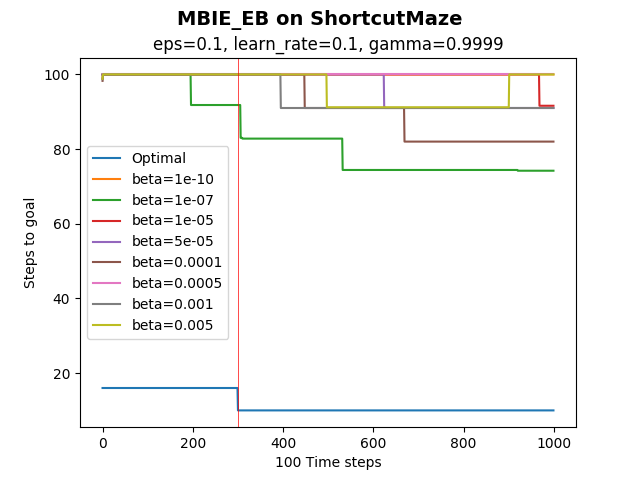 MBIE_EB on ShortcutMaze
eps=0.1, learn_rate=0.1, gamma=0.9999
100
80
60
40
20
Steps to goal
Optimal
beta=1e-10
beta=1e-07
beta=1e-05
beta=5e-05
beta=0.0001
beta=0.0005
beta=0.001
beta=0.005
0 200 400 600 800 1000
100 Time steps